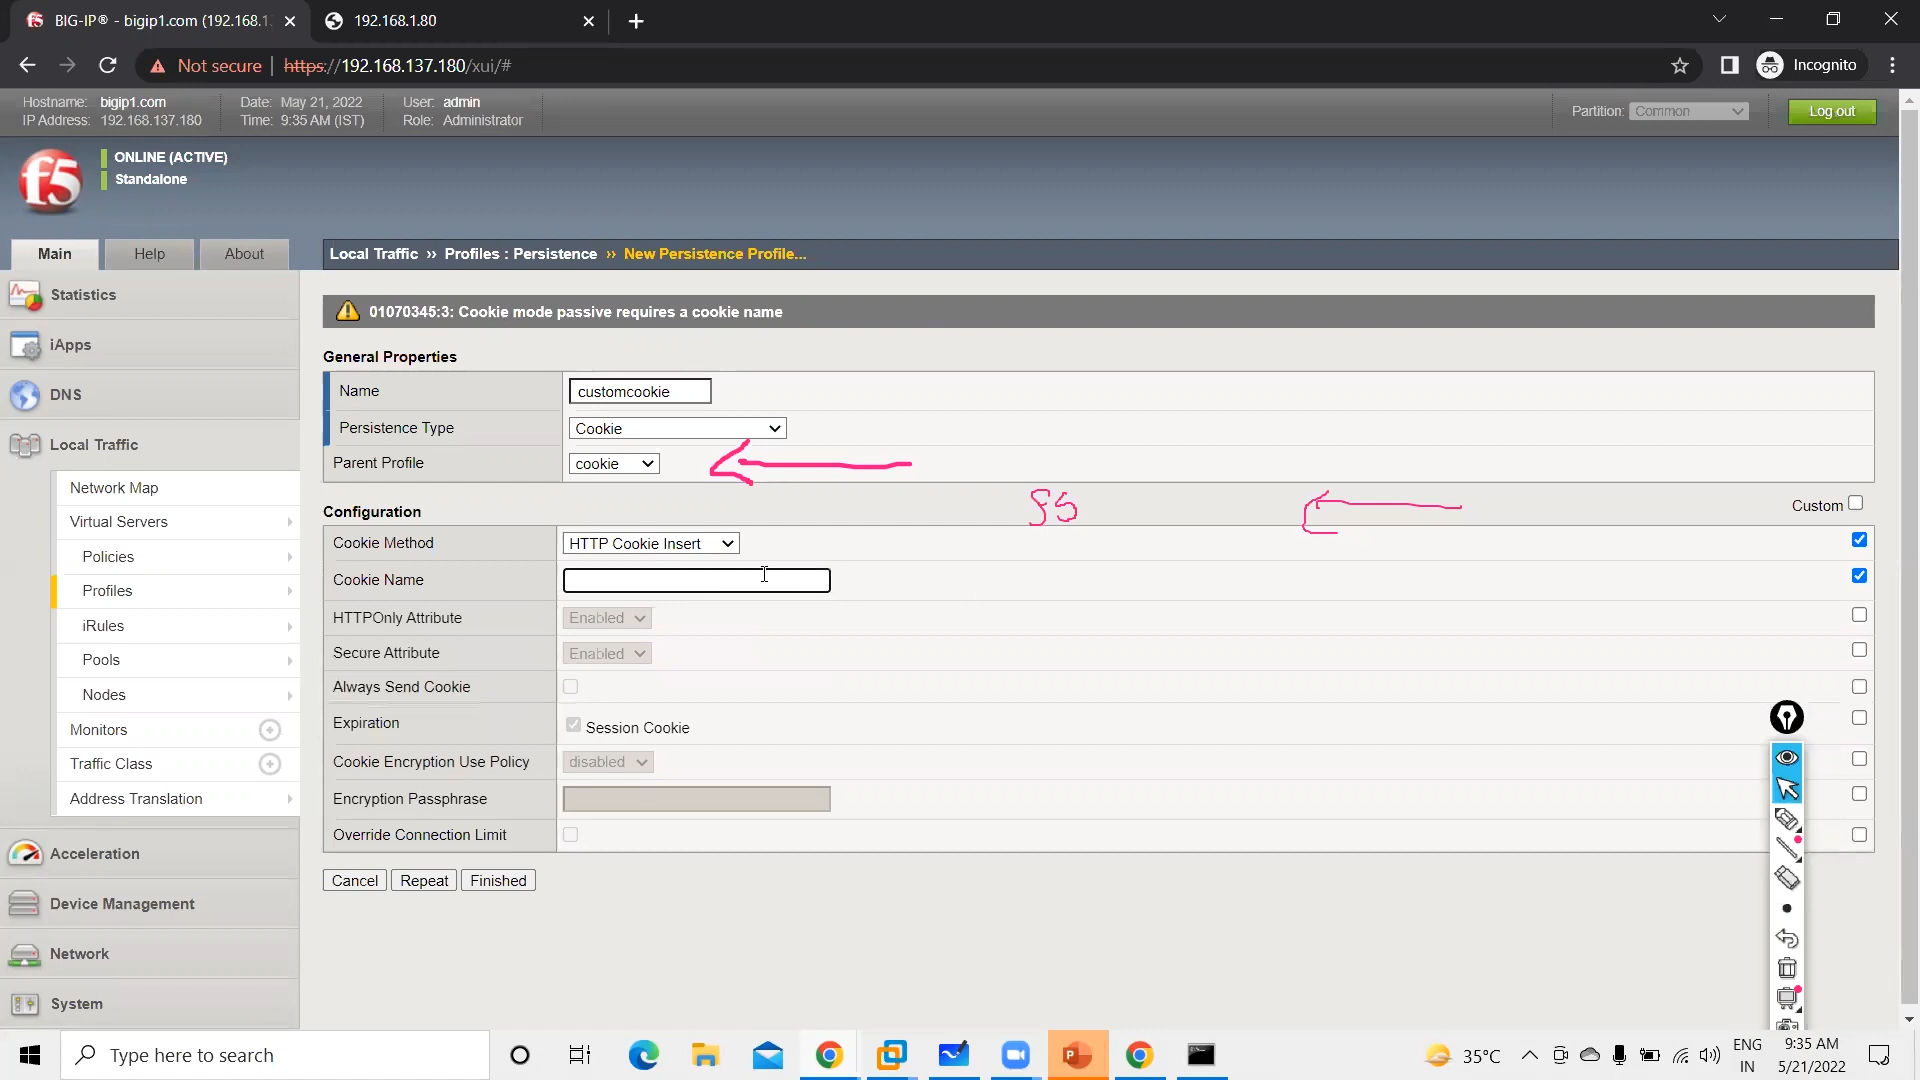 BIG-IP® - bigip1.com (192.168.1
192.168.1.80
Not secure
https://192.168.137.180/xui/#
Incognito
Hostname: bigip1.com
IP Address: 192.168.137.180
Date: May 21, 2022
Time: 9:35 AM (IST)
User: admin
Role: Administrator
Partition: Common
Log out
f5
ONLINE (ACTIVE)
Standalone
Main
Help
About
Local Traffic ›› Profiles : Persistence ›› New Persistence Profile...
Statistics
iApps
DNS
Local Traffic
Network Map
Virtual Servers
Policies
Profiles
iRules
Pools
Nodes
Monitors
Traffic Class
Address Translation
Acceleration
Device Management
Network
System
01070345:3: Cookie mode passive requires a cookie name
General Properties
Name customcookie
Persistence Type Cookie
Parent Profile cookie
Configuration
Custom
Cookie Method HTTP Cookie Insert
Cookie Name
HTTPOnly Attribute Enabled
Secure Attribute Enabled
Always Send Cookie
Expiration Session Cookie
Cookie Encryption Use Policy disabled
Encryption Passphrase
Override Connection Limit
Cancel Repeat Finished
Type here to search
35°C
ENG
IN
9:35 AM
5/21/2022